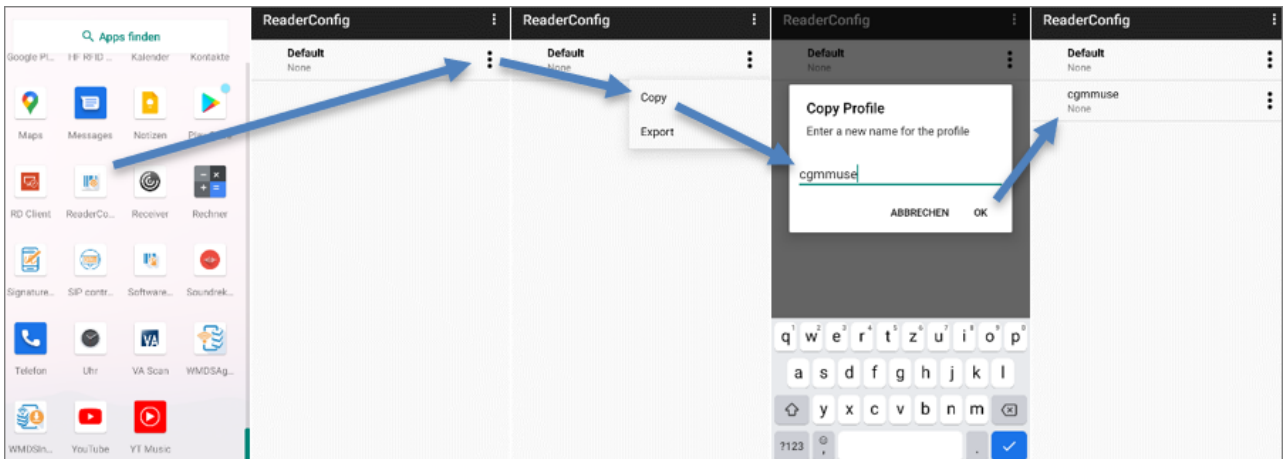 Apps finden
Google Pl... HF RFID ... Kalender Kontakte
Maps Messages Notizen
RD Client ReaderCo... Receiver Rechner
Signature... SIP contr... Software... Soundrek...
Telefon Uhr VA Scan WMDSAg...
WMDSIn... YouTube YT Music
VA
ReaderConfig
Default
None
ReaderConfig
Default
None
Copy
Export
ReaderConfig
Default
None
Copy Profile
Enter a new name for the profile
cgmmuse
ABBRECHEN OK
q w e r t z u i o p
a s d f g h j k l
y x c v b n m
?123 , .
ReaderConfig
Default
None
cgmmuse
None